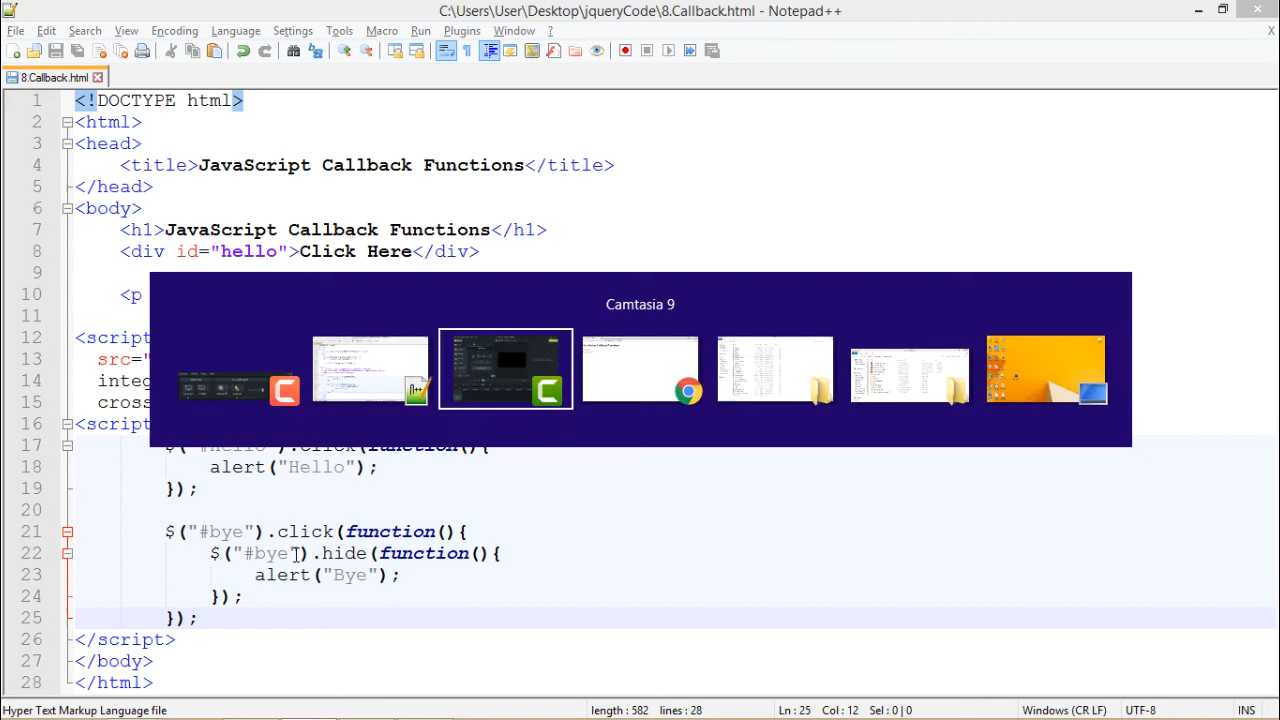 C:\Users\User\Desktop\jqueryCode\8.Callback.html - Notepad++
File Edit Search View Encoding Language Settings Tools Macro Run Plugins Window ? X
8.Callback.html
1 <!DOCTYPE html>
2 <html>
3 <head>
4 <title>JavaScript Callback Functions</title>
5 </head>
6 <body>
7 <h1>JavaScript Callback Functions</h1>
8 <div id="hello">Click Here</div>
9
10 <p
11
12 <script
13 src="
14 integ
15 cross
16 <script
Camtasia 9
17 $("#hello").click(function(){
18 alert("Hello");
19 });
20
21 $("#bye").click(function(){
22 $("#bye").hide(function(){
23 alert("Bye");
24 });
25 });
26 </script>
27 </body>
28 </html>
Hyper Text Markup Language file length : 582 lines : 28 Ln : 25 Col : 12 Sel : 0 | 0 Windows (CR LF) UTF-8 INS